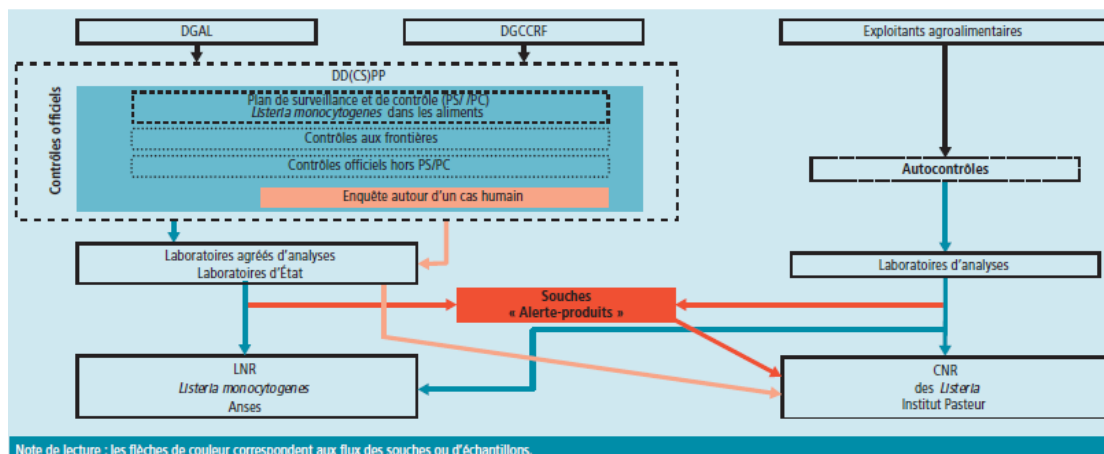 DGAL
DGCCRF
Exploitants agroalimentaires
DD(CS)PP
Contrôles officiels
Plan de surveillance et de contrôle (PS/ /PC)
Listeria monocytogenes dans les aliments
Contrôles aux frontières
Contrôles officiels hors PS/PC
Enquête autour d'un cas humain
Autocontrôles
Laboratoires agréés d'analyses
Laboratoires d'État
Laboratoires d'analyses
Souches
« Alerte-produits »
LNR
Listeria monocytogenes
Anses
CNR
des Listeria
Institut Pasteur
Note de lecture : les flèches de couleur correspondent aux flux des souches ou d'échantillons.